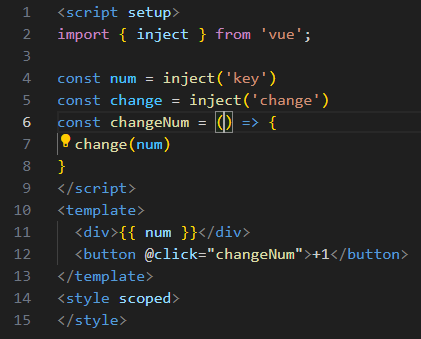 1 <script setup>
2 import { inject } from 'vue';
3
4 const num = inject('key')
5 const change = inject('change')
6 const changeNum = () => {
7 change(num)
8 }
9 </script>
10 <template>
11 <div>{{ num }}</div>
12 <button @click="changeNum">+1</button>
13 </template>
14 <style scoped>
15 </style>